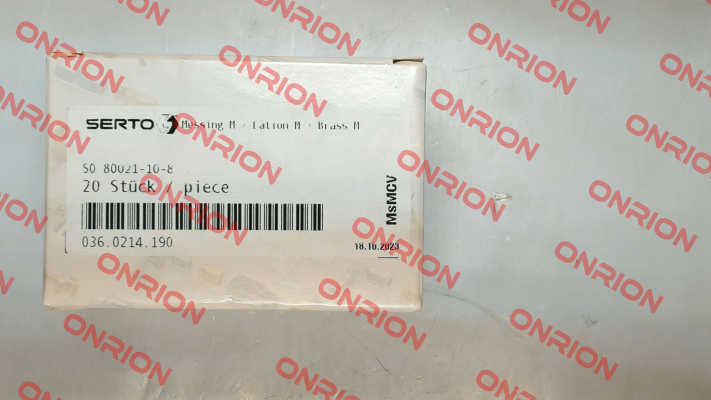 SERTO Messing M · Laiton M · Brass M
SO 80021-10-8
20 Stück / piece
036.0214.190
18.10.2023
MsMCV
ONRION